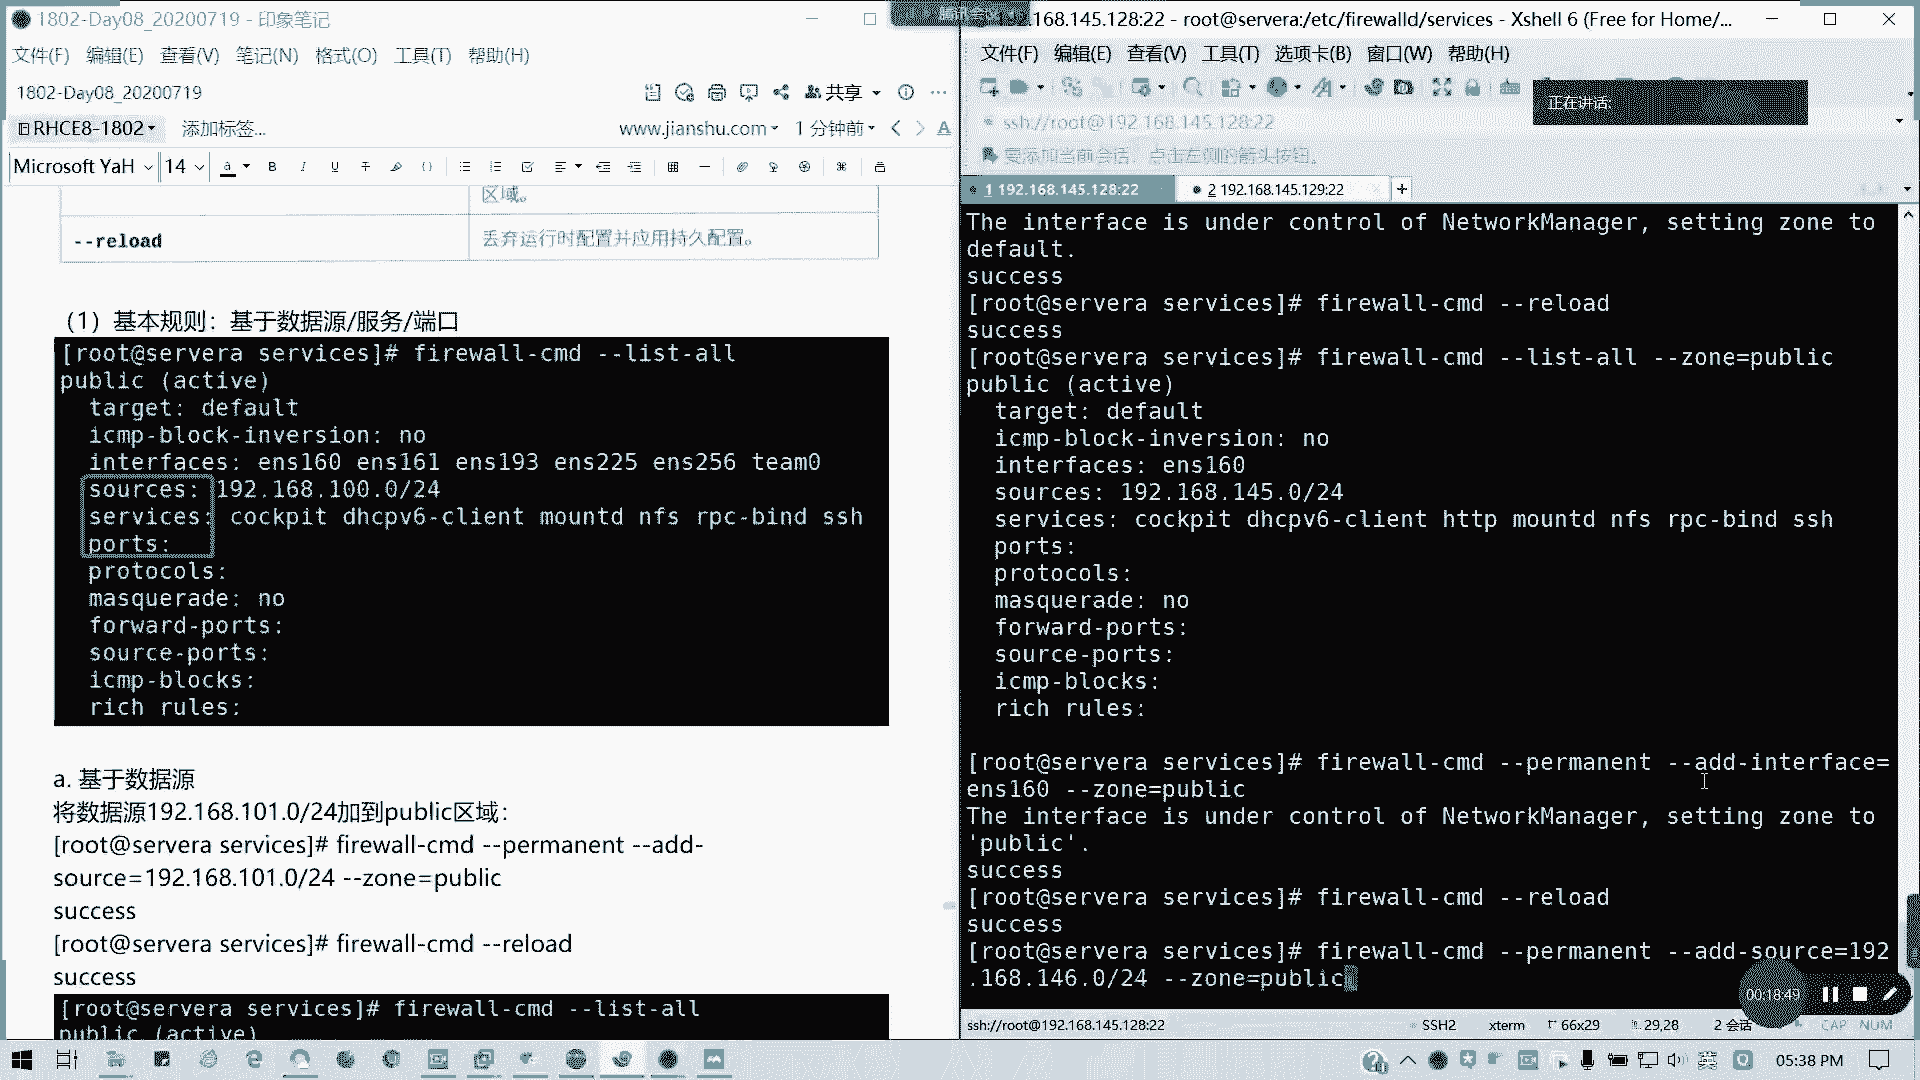 1802-Day08_20200719 - 印象笔记
文件(F) 编辑(E) 查看(V) 笔记(N) 格式(O) 工具(T) 帮助(H)
1802-Day08_20200719
共享
RHCE8-1802 添加标签...
www.jianshu.com 1 分钟前
Microsoft YaH 14
区域。
--reload 丢弃运行时配置并应用持久配置。
（1）基本规则：基于数据源/服务/端口
[root@servera services]# firewall-cmd --list-all
public (active)
target: default
icmp-block-inversion: no
interfaces: ens160 ens161 ens193 ens225 ens256 team0
sources: 192.168.100.0/24
services: cockpit dhcpv6-client mountd nfs rpc-bind ssh
ports:
protocols:
masquerade: no
forward-ports:
source-ports:
icmp-blocks:
rich rules:
a. 基于数据源
将数据源192.168.101.0/24加到public区域：
[root@servera services]# firewall-cmd --permanent --add-
source=192.168.101.0/24 --zone=public
success
[root@servera services]# firewall-cmd --reload
success
[root@servera services]# firewall-cmd --list-all
public (active)
168.145.128:22 - root@servera:/etc/firewalld/services - Xshell 6 (Free for Home/...
文件(F) 编辑(E) 查看(V) 工具(T) 选项卡(B) 窗口(W) 帮助(H)
正在讲话:
ssh://root@192.168.145.128:22
要添加当前会话，点击左侧的箭头按钮。
1 192.168.145.128:22 2 192.168.145.129:22 +
The interface is under control of NetworkManager, setting zone to
default.
success
[root@servera services]# firewall-cmd --reload
success
[root@servera services]# firewall-cmd --list-all --zone=public
public (active)
target: default
icmp-block-inversion: no
interfaces: ens160
sources: 192.168.145.0/24
services: cockpit dhcpv6-client http mountd nfs rpc-bind ssh
ports:
protocols:
masquerade: no
forward-ports:
source-ports:
icmp-blocks:
rich rules:
[root@servera services]# firewall-cmd --permanent --add-interface=
ens160 --zone=public
The interface is under control of NetworkManager, setting zone to
'public'.
success
[root@servera services]# firewall-cmd --reload
success
[root@servera services]# firewall-cmd --permanent --add-source=192
.168.146.0/24 --zone=public
00:18:49
ssh://root@192.168.145.128:22 SSH2 xterm 66x29 29,28 2 会话 CAP NUM
05:38 PM